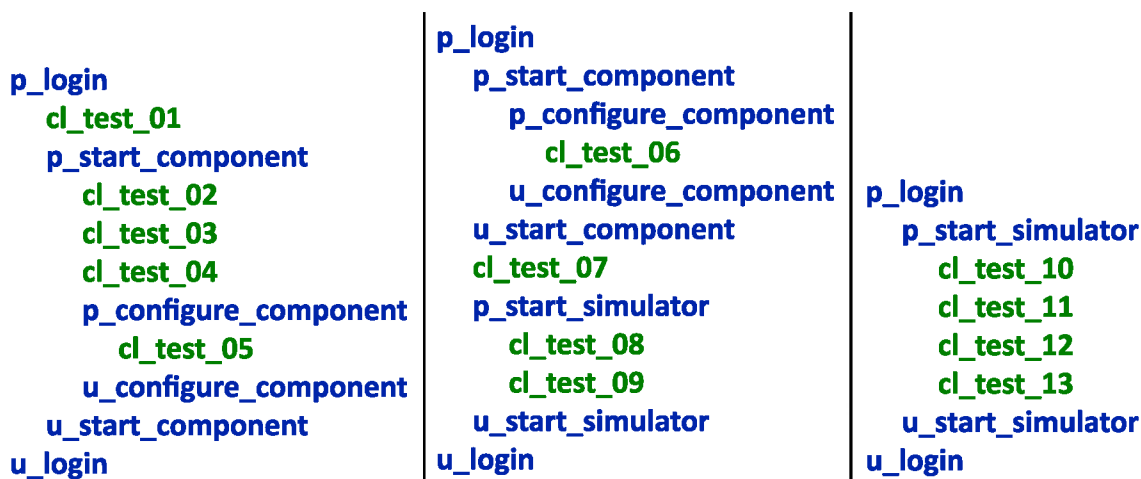 p_login
cl_test_01
p_start_component
cl_test_02
cl_test_03
cl_test_04
p_configure_component
cl_test_05
u_configure_component
u_start_component
u_login
p_login
p_start_component
p_configure_component
cl_test_06
u_configure_component
u_start_component
cl_test_07
p_start_simulator
cl_test_08
cl_test_09
u_start_simulator
u_login
p_login
p_start_simulator
cl_test_10
cl_test_11
cl_test_12
cl_test_13
u_start_simulator
u_login